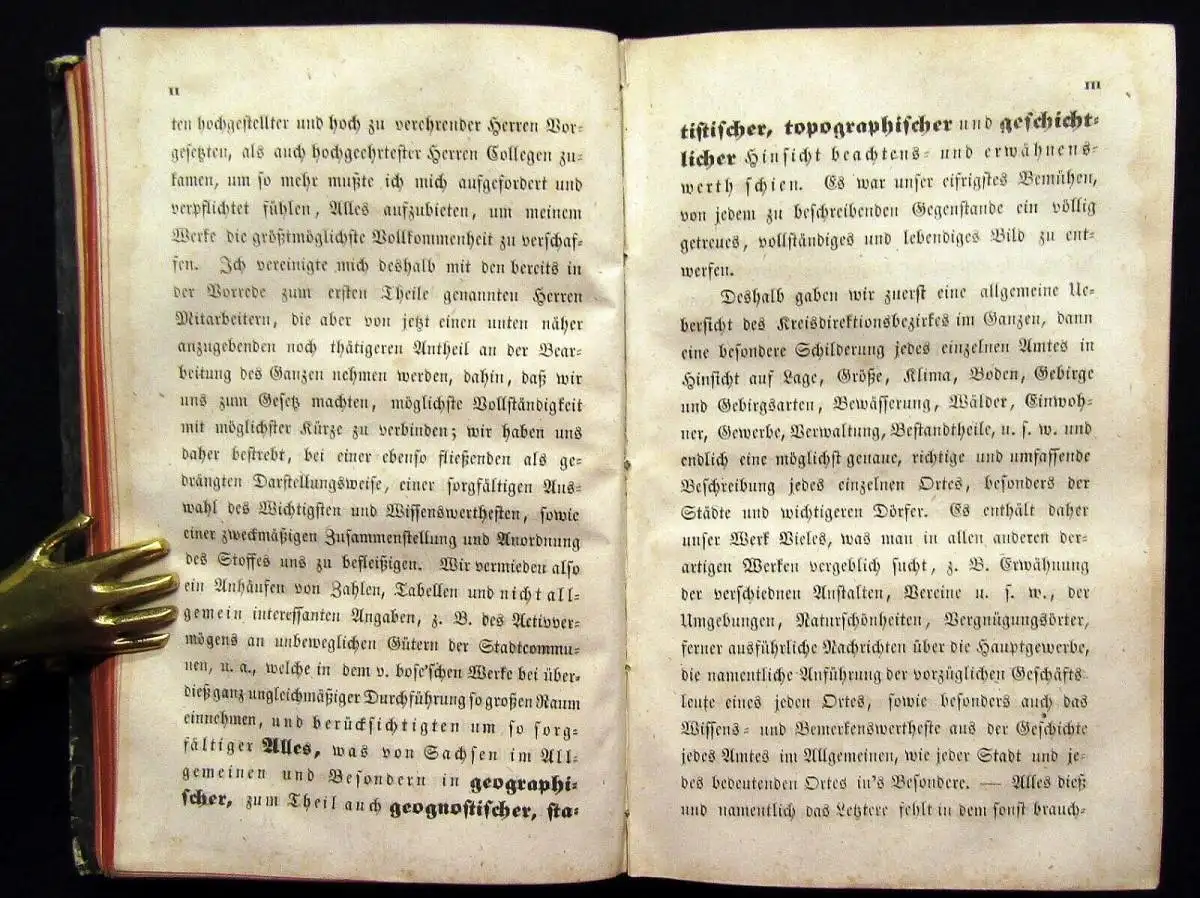 II
ten hochgestellter und hoch zu verehrender Herren Vor-
gesetzten, als auch hochgeehrtester Herren Collegen zu-
kamen, um so mehr mußte ich mich aufgefordert und
verpflichtet fühlen, Alles aufzubieten, um meinem
Werke die größtmöglichste Vollkommenheit zu verschaf-
fen. Ich vereinigte mich deshalb mit den bereits in
der Vorrede zum ersten Theile genannten Herren
Mitarbeitern, die aber von jetzt einen unten näher
anzugebenden noch thätigeren Antheil an der Bear-
beitung des Ganzen nehmen werden, dahin, daß wir
uns zum Gesetz machten, möglichste Vollständigkeit
mit möglichster Kürze zu verbinden; wir haben uns
daher bestrebt, bei einer ebenso fließenden als ge-
drängten Darstellungsweise, einer sorgfältigen Aus-
wahl des Wichtigsten und Wissenswerthesten, sowie
einer zweckmäßigen Zusammenstellung und Anordnung
des Stoffes uns zu befleißigen. Wir vermieden also
ein Anhäufen von Zahlen, Tabellen und nicht all-
gemein interessanten Angaben, z. B. des Activver-
mögens an unbeweglichen Gütern der Stadtcommu-
nen, u. a., welche in dem v. bose'schen Werke bei über-
dieß ganz ungleichmäßiger Durchführung so großen Raum
einnehmen, und berücksichtigten um so sorg-
fältiger Alles, was von Sachsen im All-
gemeinen und Besondern in geographi-
scher, zum Theil auch geognostischer, sta-
III
tistischer, topographischer und geschicht-
licher Hinsicht beachtens- und erwähnens-
werth schien. Es war unser eifrigstes Bemühen,
von jedem zu beschreibenden Gegenstande ein völlig
getreues, vollständiges und lebendiges Bild zu ent-
werfen.
Deshalb gaben wir zuerst eine allgemeine Ue-
bersicht des Kreisdirektionsbezirkes im Ganzen, dann
eine besondere Schilderung jedes einzelnen Amtes in
Hinsicht auf Lage, Größe, Klima, Boden, Gebirge
und Gebirgsarten, Bewässerung, Wälder, Einwoh-
ner, Gewerbe, Verwaltung, Bestandtheile, u. s. w. und
endlich eine möglichst genaue, richtige und umfassende
Beschreibung jedes einzelnen Ortes, besonders der
Städte und wichtigeren Dörfer. Es enthält daher
unser Werk Vieles, was man in allen anderen der-
artigen Werken vergeblich sucht, z. B. Erwähnung
der verschiednen Anstalten, Vereine u. s. w., der
Umgebungen, Naturschönheiten, Vergnügungsörter,
ferner ausführliche Nachrichten über die Hauptgewerbe,
die namentliche Anführung der vorzüglichen Geschäfts
leute eines jeden Ortes, sowie besonders auch das
Wissens- und Bemerkenswertheste aus der Geschichte
jedes Amtes im Allgemeinen, wie jeder Stadt und je-
des bedeutenden Ortes in's Besondere. — Alles dieß
und namentlich das Letztere fehlt in dem sonst brauch-